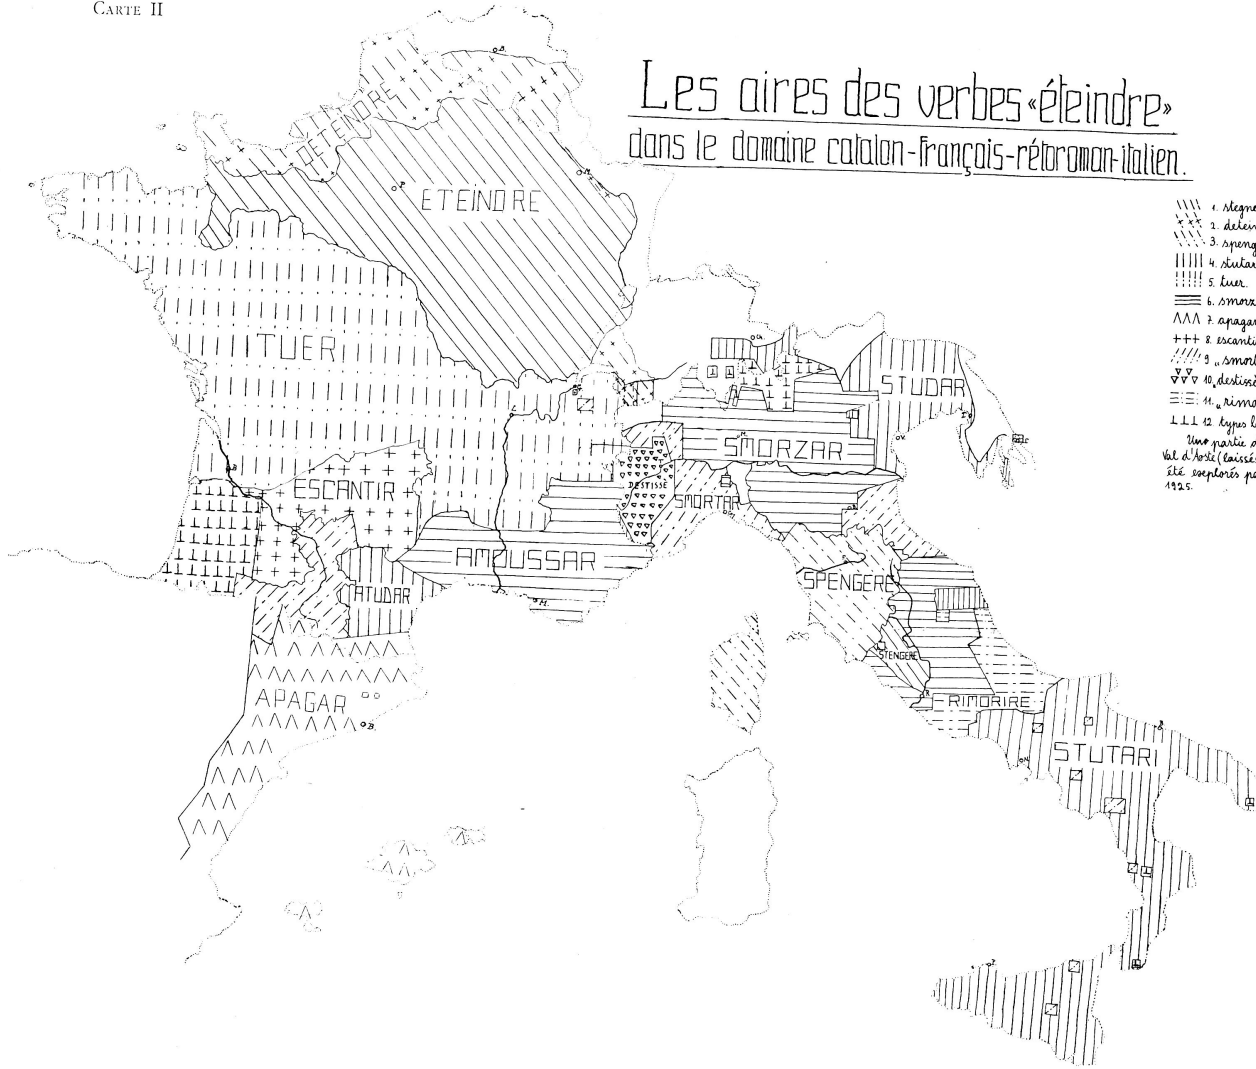 CARTE II
Les aires des verbes «éteindre»
dans le domaine catalan-français-rétoroman-italien.
1. stegne
2. detein
3. speng
4. stutar
5. tuer.
6. smorz
7. apagar
8. escanti
9 „ smort
10 „ destissè
11. „ rimo
12. types l
Une partie d
Val d'Aoste (laissé
été explorés pa
1925.
DETEINDRE
ETEINDRE
TUER
STUDAR
SMORZAR
ESCANTIR
DESTISSÈ
SMORTAR
AMOUSSAR
SPENGERE
ATUDAR
STENGERE
APAGAR
RIMORIRE
STUTARI